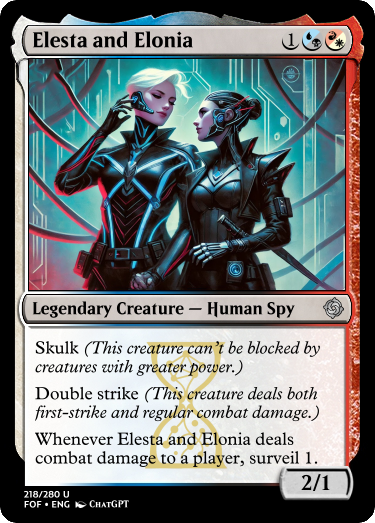 Elesta and Elonia 1
Legendary Creature — Human Spy
Skulk (This creature can't be blocked by
creatures with greater power.)
Double strike (This creature deals both
first-strike and regular combat damage.)
Whenever Elesta and Elonia deals
combat damage to a player, surveil 1.
2/1
218/280 U
FOF • ENG ChatGPT